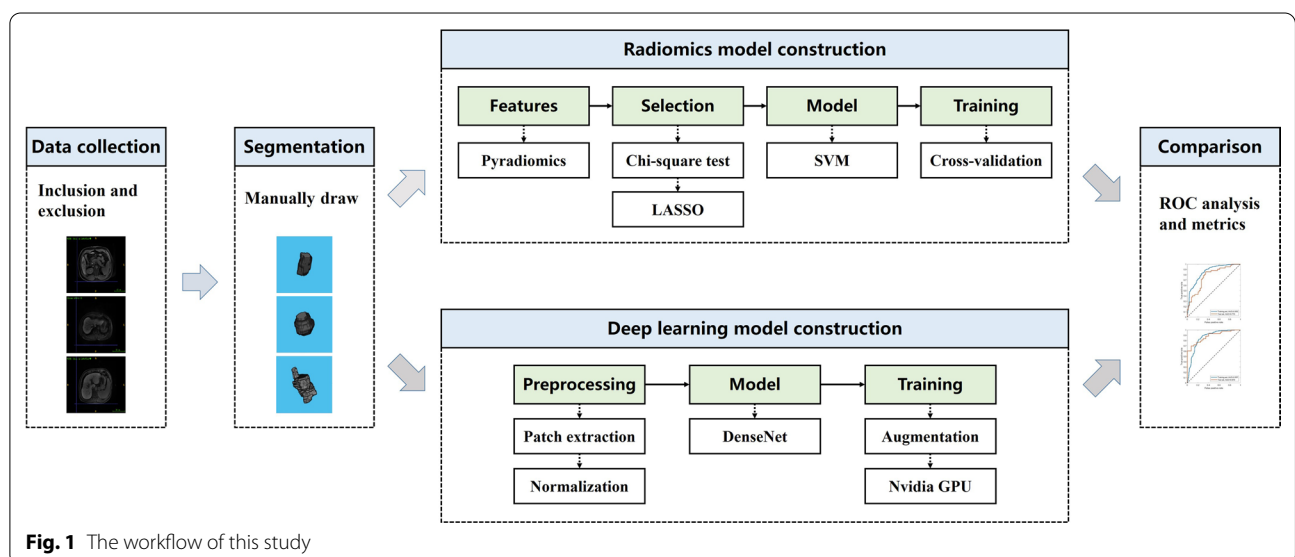 Radiomics model construction
Features
Selection
Model
Training
Pyradiomics
Chi-square test
SVM
Cross-validation
LASSO
Data collection
Inclusion and
exclusion
Segmentation
Manually draw
Comparison
ROC analysis
and metrics
Deep learning model construction
Preprocessing
Model
Training
Patch extraction
DenseNet
Augmentation
Normalization
Nvidia GPU
Fig. 1 The workflow of this study